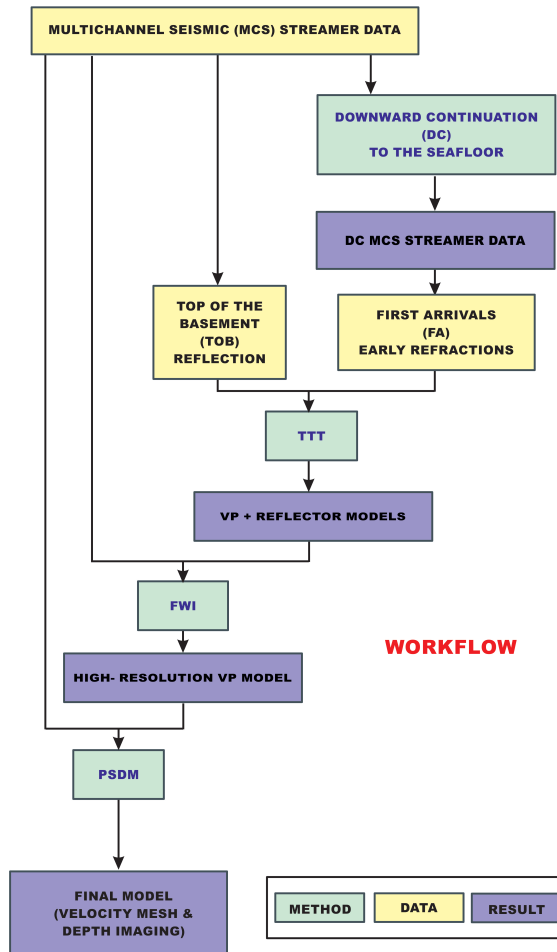 MULTICHANNEL SEISMIC (MCS) STREAMER DATA
DOWNWARD CONTINUATION
(DC)
TO THE SEAFLOOR
DC MCS STREAMER DATA
TOP OF THE
BASEMENT
(TOB)
REFLECTION
FIRST ARRIVALS
(FA)
EARLY REFRACTIONS
TTT
VP + REFLECTOR MODELS
FWI
WORKFLOW
HIGH- RESOLUTION VP MODEL
PSDM
FINAL MODEL
(VELOCITY MESH &
DEPTH IMAGING)
METHOD
DATA
RESULT